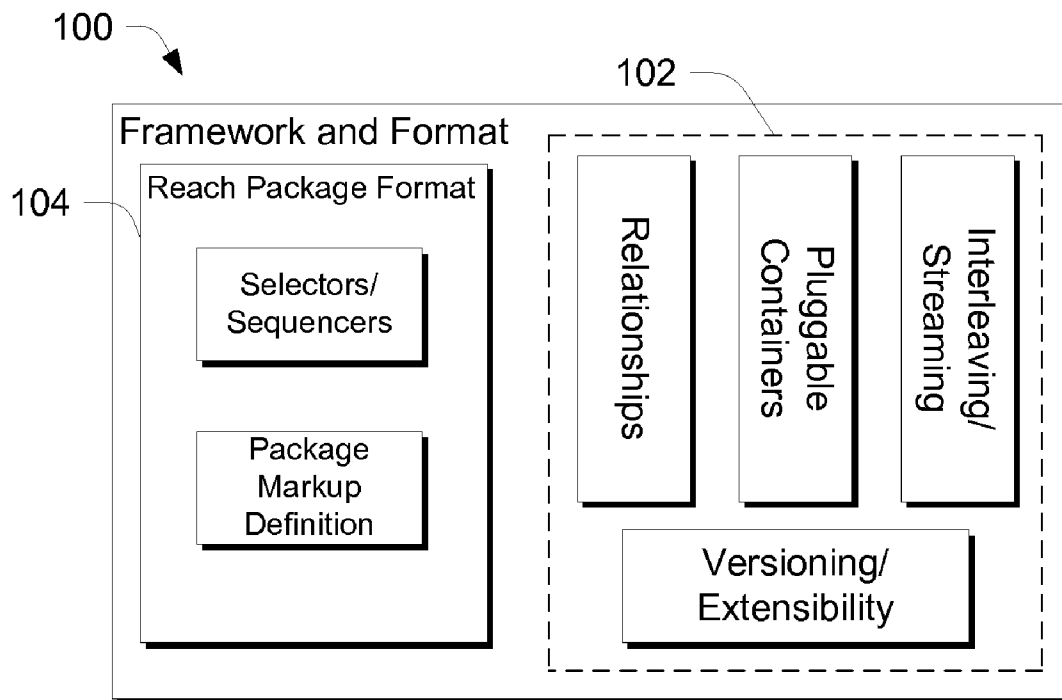 100
102
Framework and Format
104
Reach Package Format
Selectors/
Sequencers
Package
Markup
Definition
Relationships
Pluggable
Containers
Interleaving/
Streaming
Versioning/
Extensibility